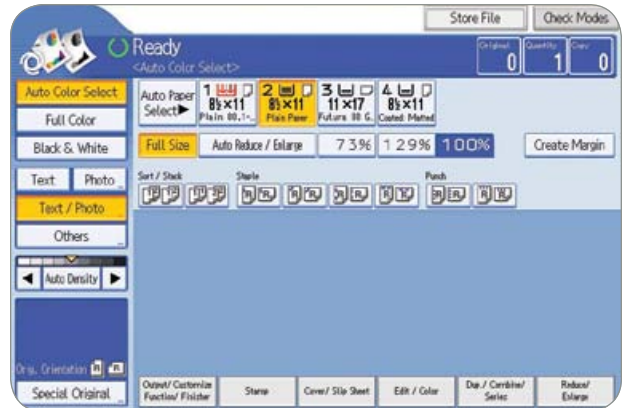 Store File
Check Modes
Ready
<Auto Color Select>
Original
Quantity
Copy
0
1
0
Auto Color Select
Full Color
Black & White
Text
Photo
Text / Photo
Others
Auto Density
Orig. Orientation
Special Original
Auto Paper
Select▶
1
8½×11
2
8½×11
Plain Paper
3
11×17
4
8½×11
Coated: Matted
Full Size
Auto Reduce / Enlarge
73%
129%
100%
Create Margin
Sort / Stack
Staple
Punch
Output/ Customize
Function/ Finisher
Stamp
Cover/ Slip Sheet
Edit / Color
Dup./ Combine/
Series
Reduce/
Enlarge